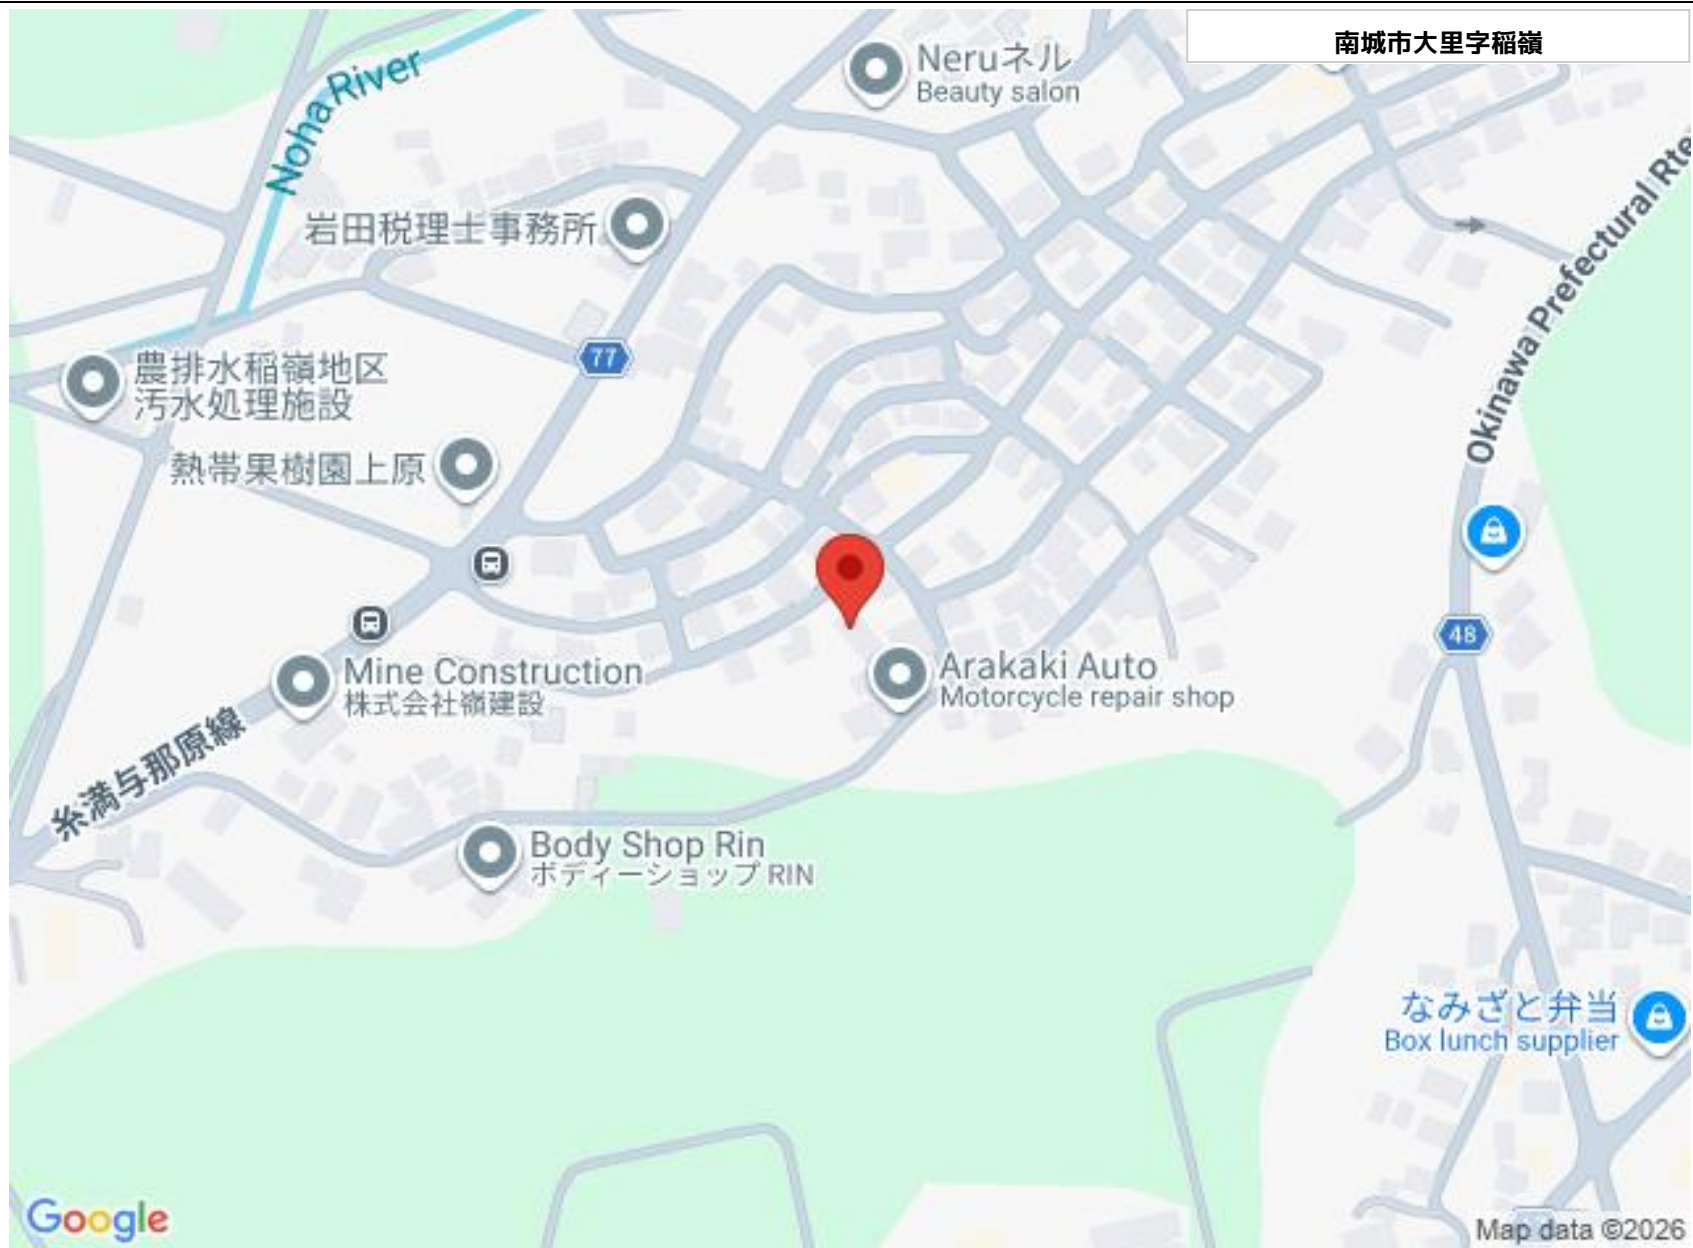 南城市大里字稲嶺
Neruネル
Beauty salon
Noha River
岩田税理士事務所
Okinawa Prefectural Rte
77
農排水稲嶺地区
汚水処理施設
熱帯果樹園上原
48
Mine Construction
株式会社嶺建設
Arakaki Auto
Motorcycle repair shop
糸満与那原線
Body Shop Rin
ボディーショップ RIN
なみざと弁当
Box lunch supplier
Google
Map data ©2026